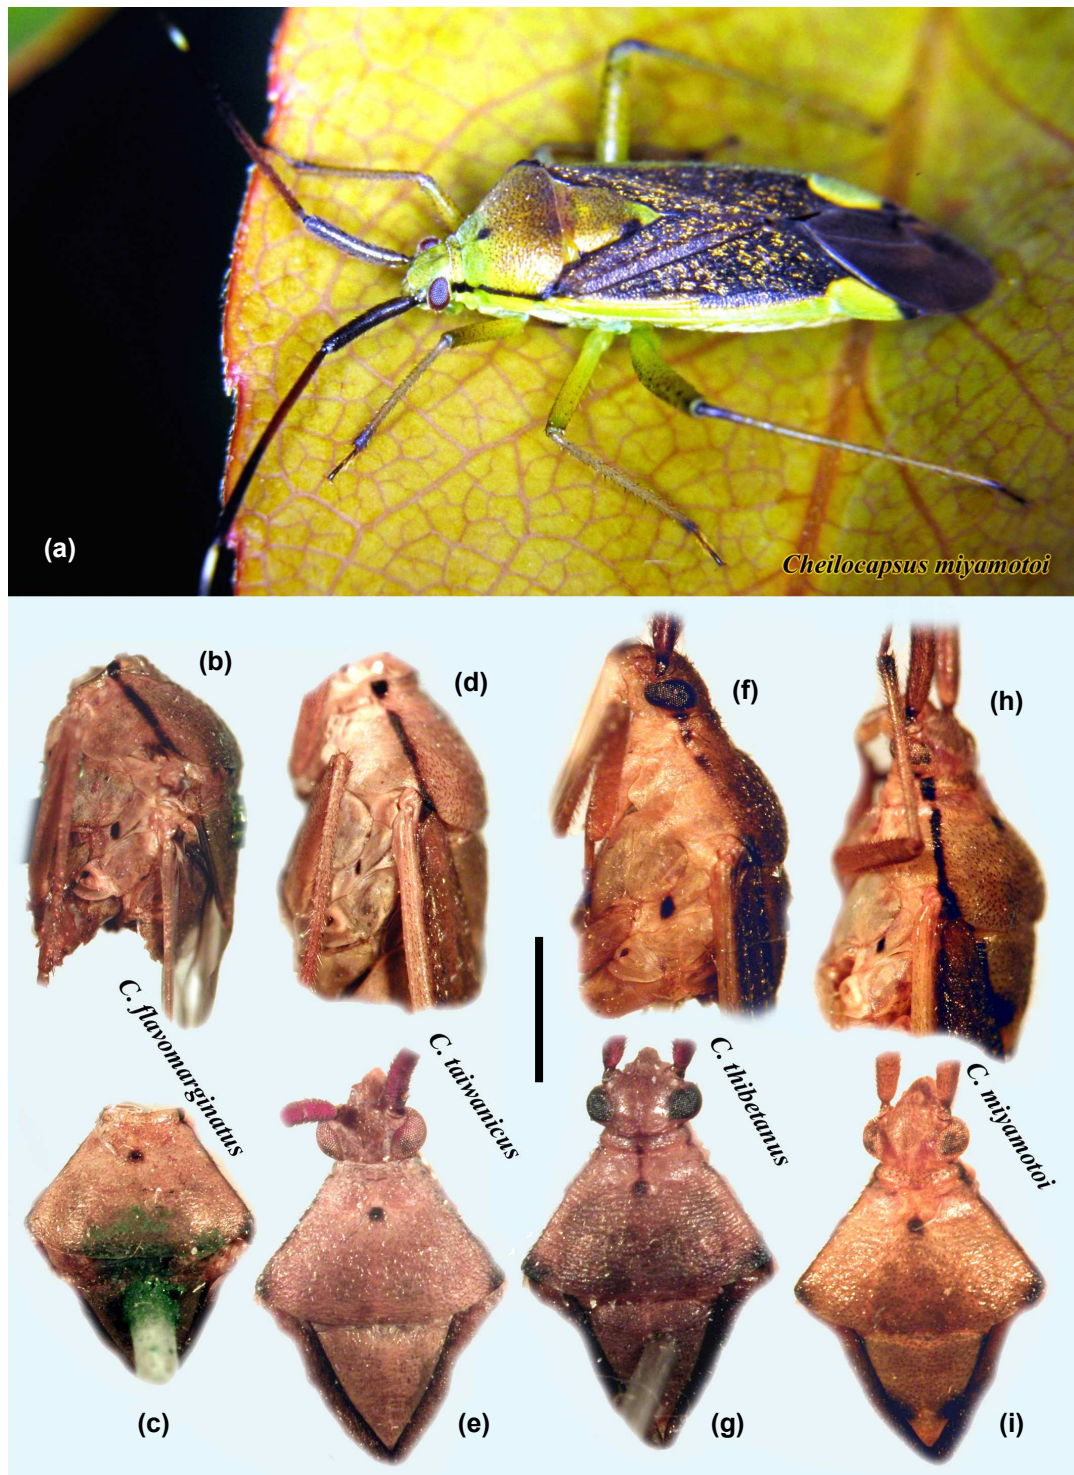 (a)
Cheilocapsus miyamotoi
(b)
(d)
(f)
(h)
C. flavomarginatus
C. taiwanicus
C. thibetanus
C. miyamotoi
(c)
(e)
(g)
(i)